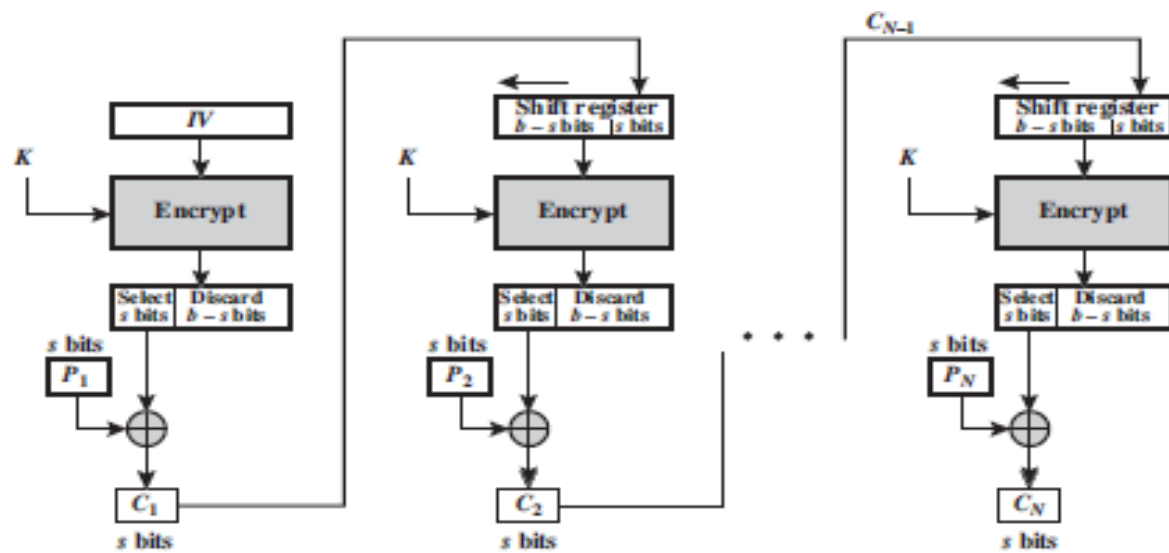 C_{N–1}
IV
Shift register
b – s bits | s bits
Shift register
b – s bits | s bits
K
K
K
Encrypt
Encrypt
Encrypt
Select
s bits
Discard
b – s bits
Select
s bits
Discard
b – s bits
Select
s bits
Discard
b – s bits
s bits
P_1
s bits
P_2
• • •
s bits
P_N
C_1
s bits
C_2
s bits
C_N
s bits